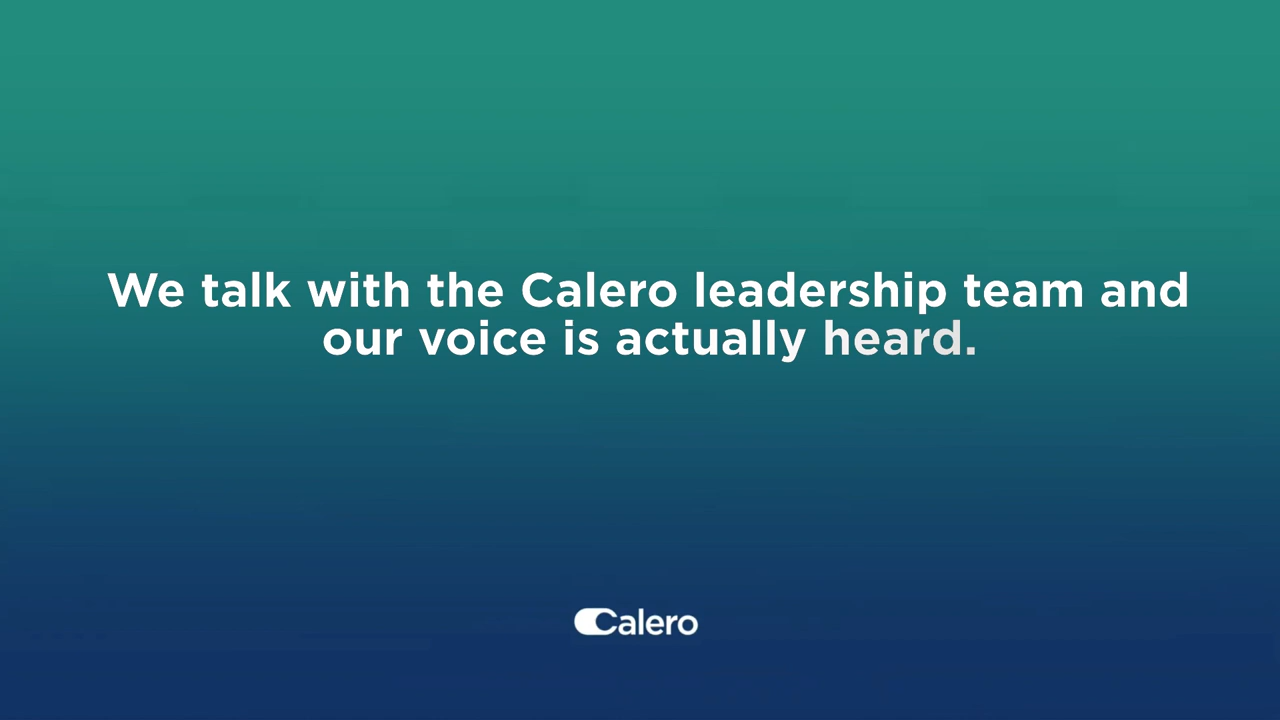 We talk with the Calero leadership team and
our voice is actually heard.
Calero